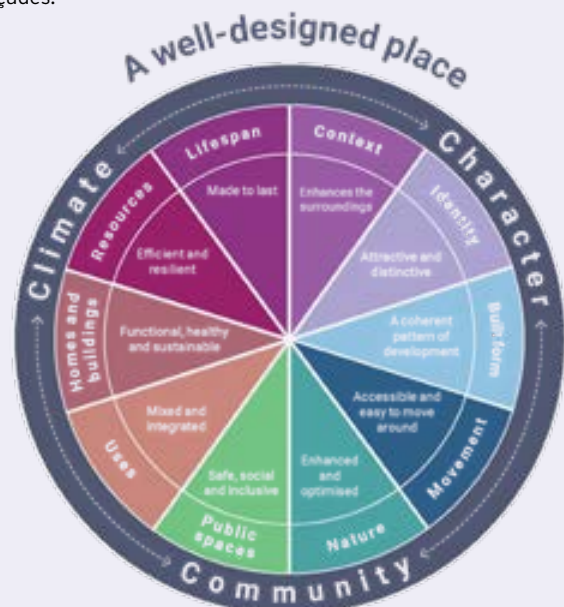 çades.
A well-designed place
Climate
Character
Community
Context
Enhances the
surroundings
Identity
Attractive and
distinctive
Built form
A coherent
pattern of
development
Movement
Accessible and
easy to move
around
Nature
Enhanced
and
optimised
Public
spaces
Safe, social
and inclusive
Uses
Mixed and
integrated
Homes and
buildings
Functional, healthy
and sustainable
Resources
Efficient and
resilient
Lifespan
Made to last